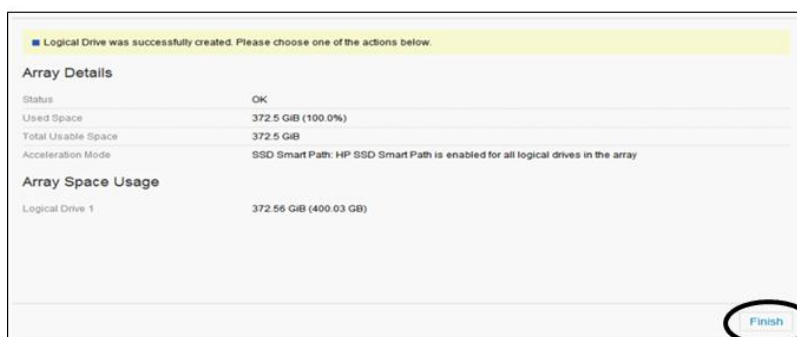 Logical Drive was successfully created. Please choose one of the actions below.
Array Details
Status OK
Used Space 372.5 GiB (100.0%)
Total Usable Space 372.5 GiB
Acceleration Mode SSD Smart Path: HP SSD Smart Path is enabled for all logical drives in the array
Array Space Usage
Logical Drive 1 372.56 GiB (400.03 GB)
Finish